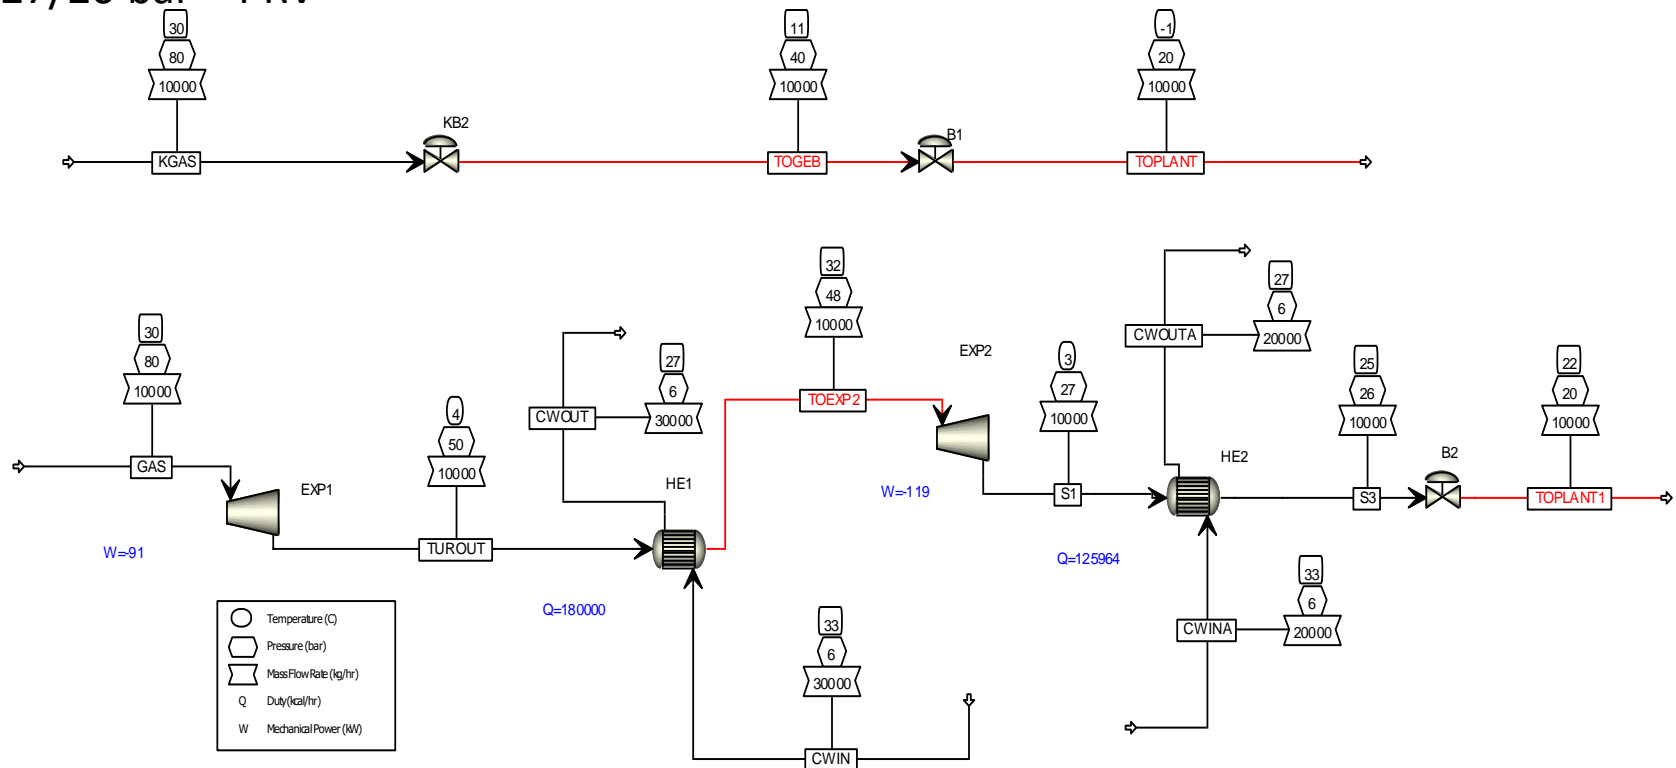 27/26 bar - PRV
30
80
10000
KGAS
KB2
11
40
10000
TOGEB
B1
-1
20
10000
TOPLANT
30
80
10000
GAS
EXP1
W=-91
4
50
10000
TUROUT
CWOUT
27
6
30000
HE1
Q=180000
32
48
10000
TOEXP2
EXP2
W=-119
3
27
10000
S1
CWOUTA
27
6
20000
HE2
Q=125964
25
26
10000
S3
B2
22
20
10000
TOPLANT1
33
6
20000
CWINA
33
6
30000
CWIN
Temperature (C)
Pressure (bar)
Mass Flow Rate (kg/hr)
Q Duty (kcal/hr)
W Mechanical Power (kW)